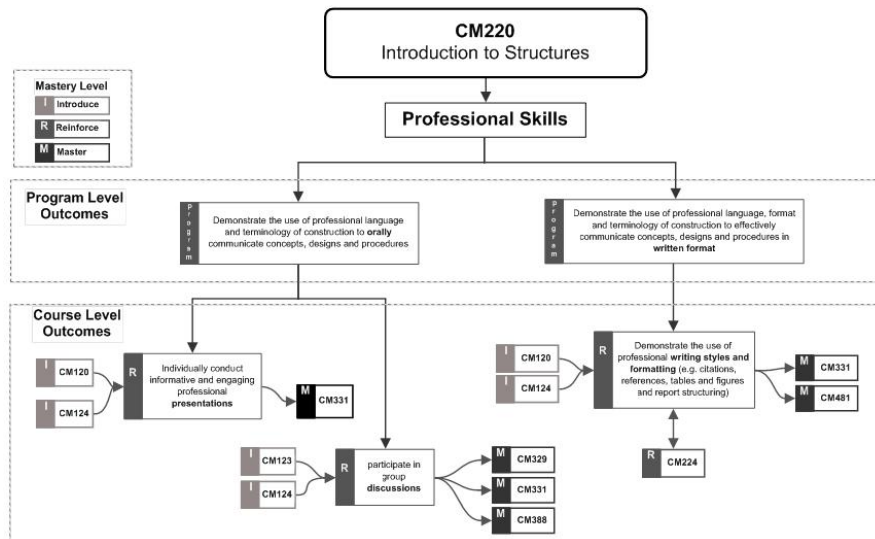 CM220
Introduction to Structures
Mastery Level
I Introduce
R Reinforce
M Master
Professional Skills
Program Level
Outcomes
Program
Demonstrate the use of professional language
and terminology of construction to orally
communicate concepts, designs and procedures
Program
Demonstrate the use of professional language, format
and terminology of construction to effectively
communicate concepts, designs and procedures in
written format
Course Level
Outcomes
I CM120
I CM124
R
Individually conduct
informative and engaging
professional
presentations
M CM331
I CM123
I CM124
R
participate in
group
discussions
M CM329
M CM331
M CM388
I CM120
I CM124
R
Demonstrate the use of
professional writing styles and
formatting (e.g. citations,
references, tables and figures
and report structuring)
M CM331
M CM481
R CM224